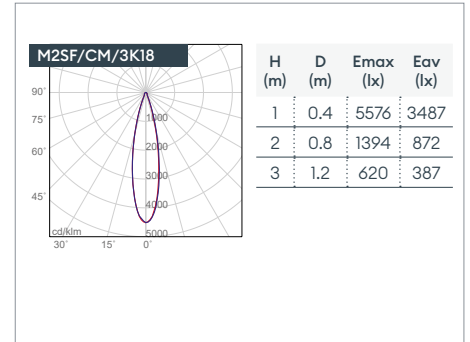 M2SF/CM/3K18
90°
75°
60°
45°
30° 15° 0°
1000
2000
3000
4000
5000
cd/klm
H D Emax Eav
(m) (m) (lx) (lx)
1 0.4 5576 3487
2 0.8 1394 872
3 1.2 620 387